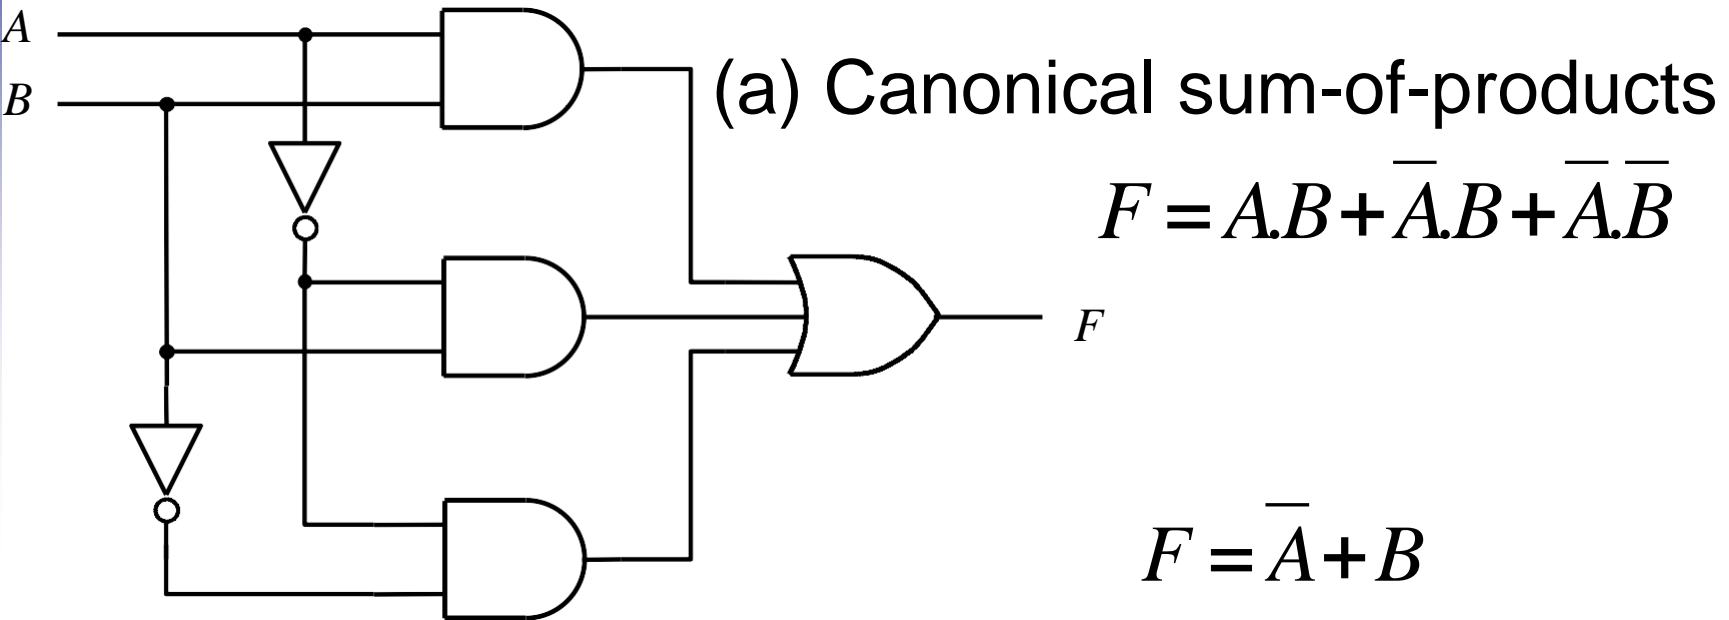 A
B
(a) Canonical sum-of-products
F = A.B + A̅.B + A̅.B̅
F
F = A̅ + B